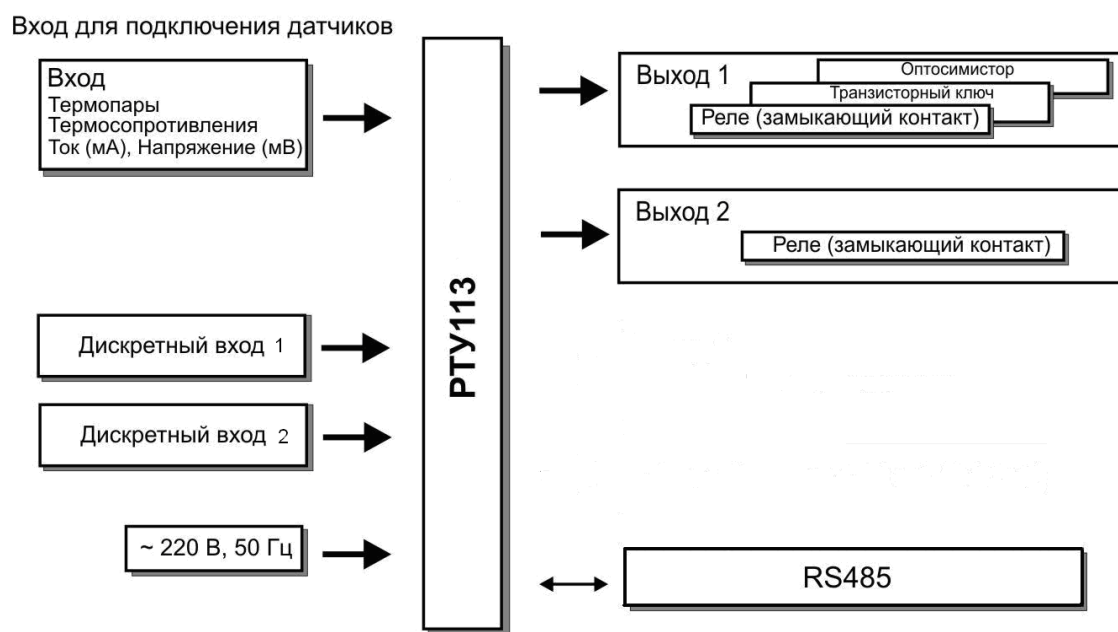 Вход для подключения датчиков
Вход
Термопары
Термосопротивления
Ток (мА), Напряжение (мВ)
Дискретный вход 1
Дискретный вход 2
~ 220 В, 50 Гц
РТУ113
Выход 1
Оптосимистор
Транзисторный ключ
Реле (замыкающий контакт)
Выход 2
Реле (замыкающий контакт)
RS485